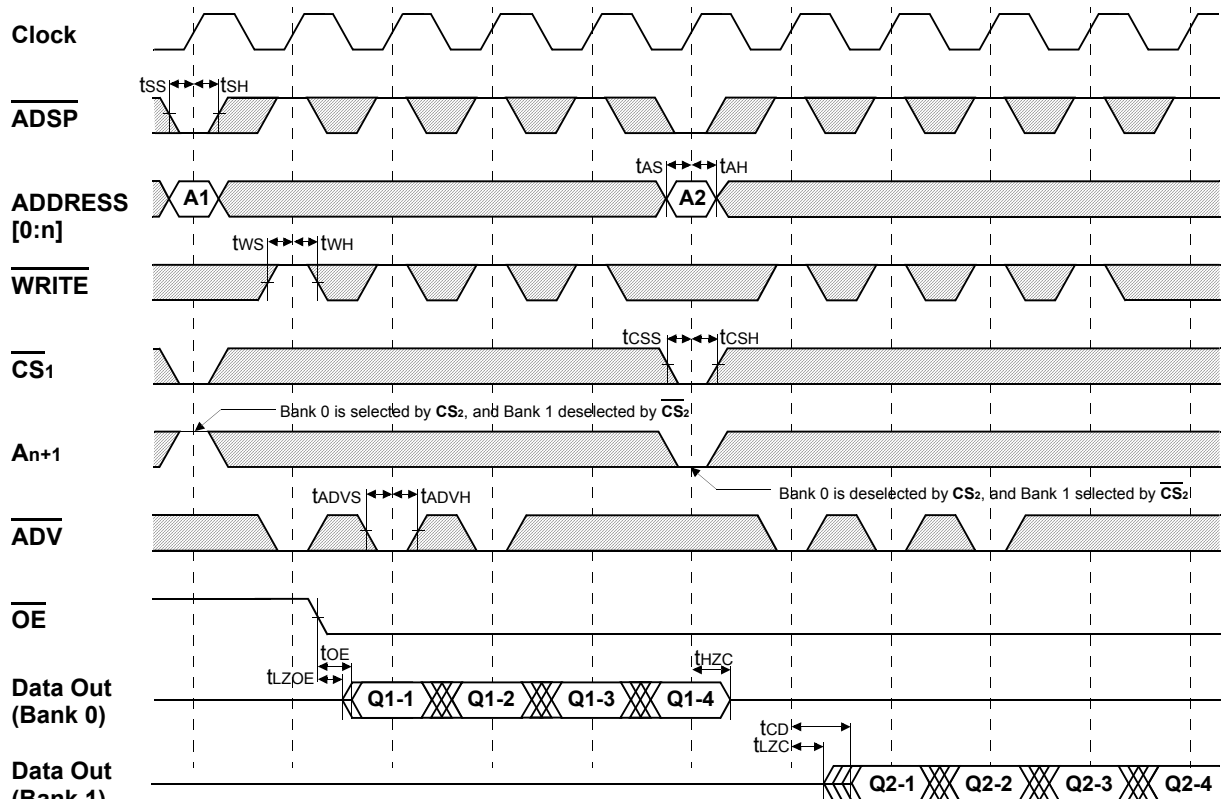 Clock
tSS tSH
ADSP
tAS tAH
ADDRESS
[0:n]
A1 A2
tWS tWH
WRITE
tCSS tCSH
CS1
Bank 0 is selected by CS2, and Bank 1 deselected by CS2
An+1
Bank 0 is deselected by CS2, and Bank 1 selected by CS2
tADVS tADVH
ADV
OE
tOE
tLZOE
tHZC
Data Out
(Bank 0)
Q1-1 Q1-2 Q1-3 Q1-4
tCD
tLZC
Data Out
(Bank 1)
Q2-1 Q2-2 Q2-3 Q2-4